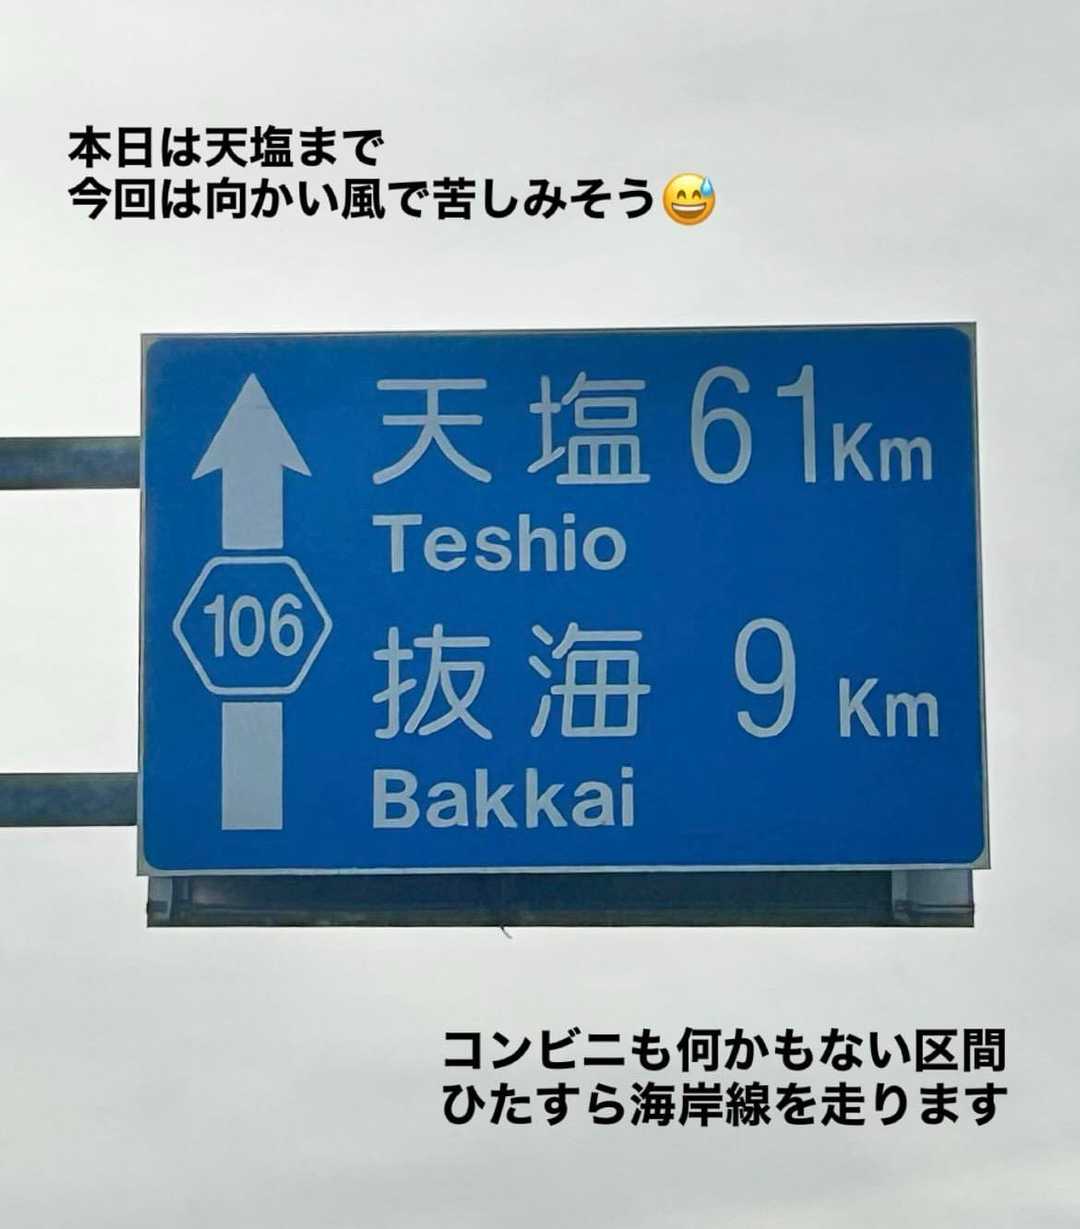 本日は天塩まで
今回は向かい風で苦しみそう😅
天塩 61Km
Teshio
106
抜海 9Km
Bakkai
コンビニも何かもない区間
ひたすら海岸線を走ります